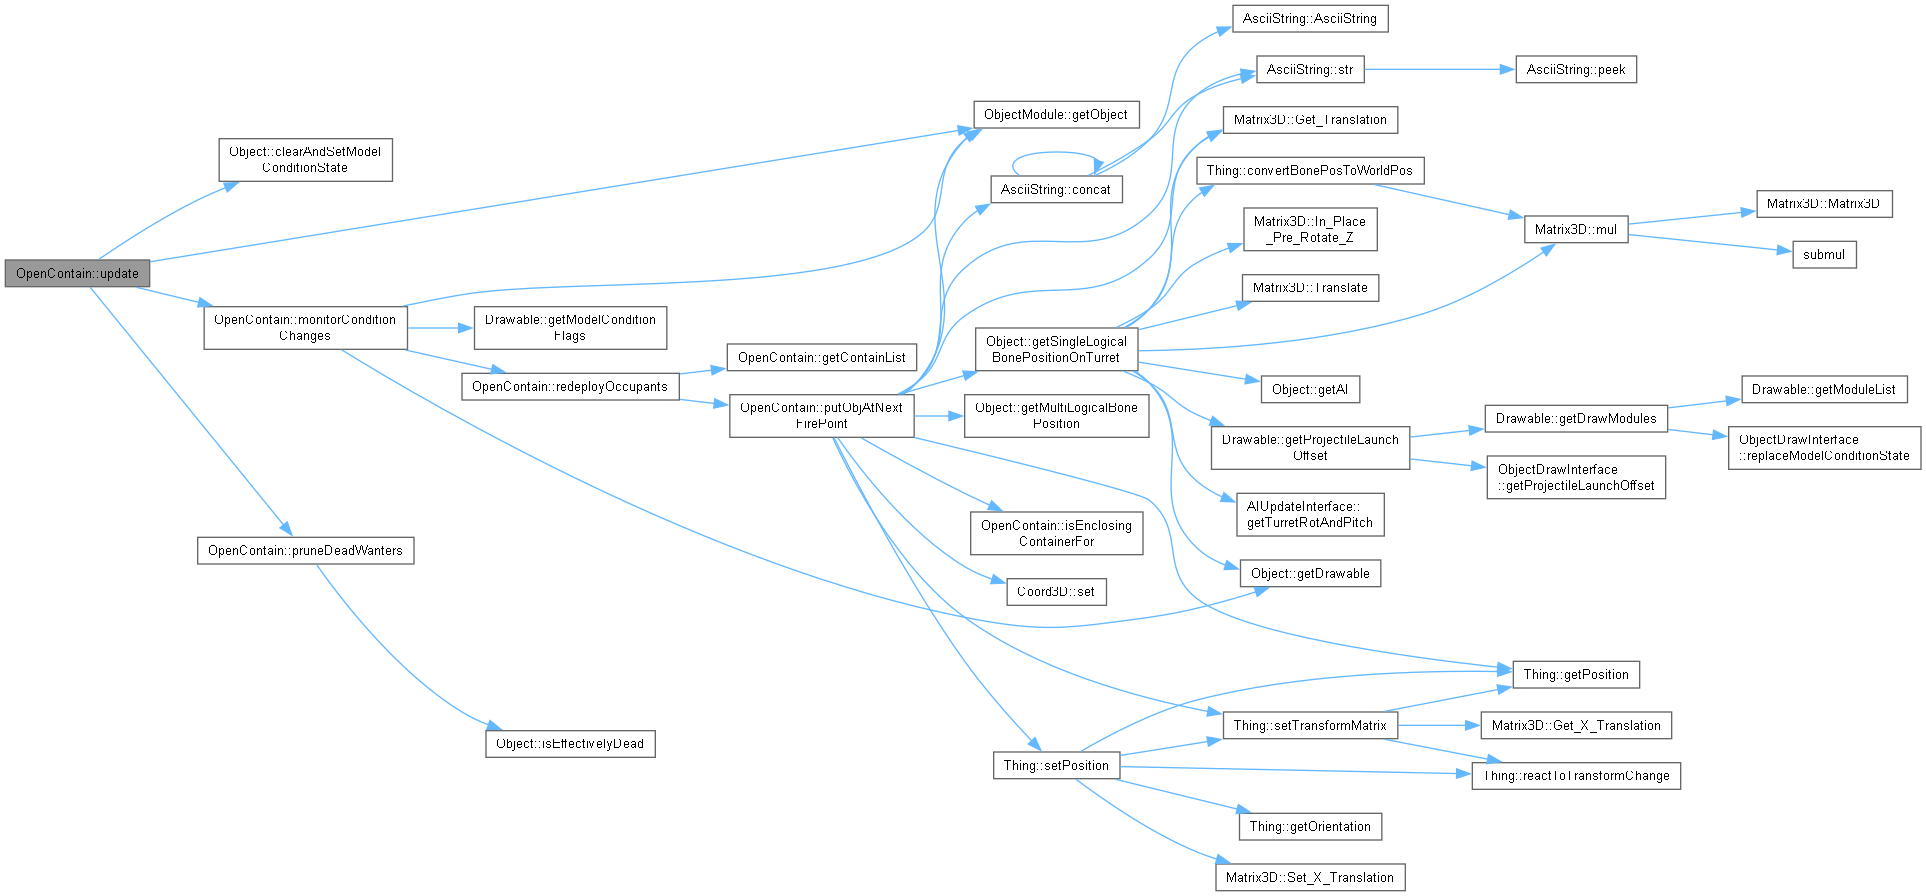 OpenContain::update
Object::clearAndSetModel
ConditionState
OpenContain::monitorCondition
Changes
OpenContain::pruneDeadWanters
Drawable::getModelCondition
Flags
OpenContain::redeployOccupants
Object::isEffectivelyDead
OpenContain::getContainList
OpenContain::putObjAtNext
FirePoint
ObjectModule::getObject
AsciiString::concat
Object::getSingleLogical
BonePositionOnTurret
Object::getMultiLogicalBone
Position
OpenContain::isEnclosing
ContainerFor
Coord3D::set
Thing::setPosition
AsciiString::AsciiString
AsciiString::str
Matrix3D::Get_Translation
Thing::convertBonePosToWorldPos
Matrix3D::In_Place
_Pre_Rotate_Z
Matrix3D::Translate
Object::getAI
Drawable::getProjectileLaunch
Offset
AIUpdateInterface::
getTurretRotAndPitch
Object::getDrawable
Thing::setTransformMatrix
Thing::getOrientation
Matrix3D::Set_X_Translation
AsciiString::peek
Matrix3D::mul
Drawable::getDrawModules
ObjectDrawInterface
::getProjectileLaunchOffset
Thing::getPosition
Matrix3D::Get_X_Translation
Thing::reactToTransformChange
Matrix3D::Matrix3D
submul
Drawable::getModuleList
ObjectDrawInterface
::replaceModelConditionState